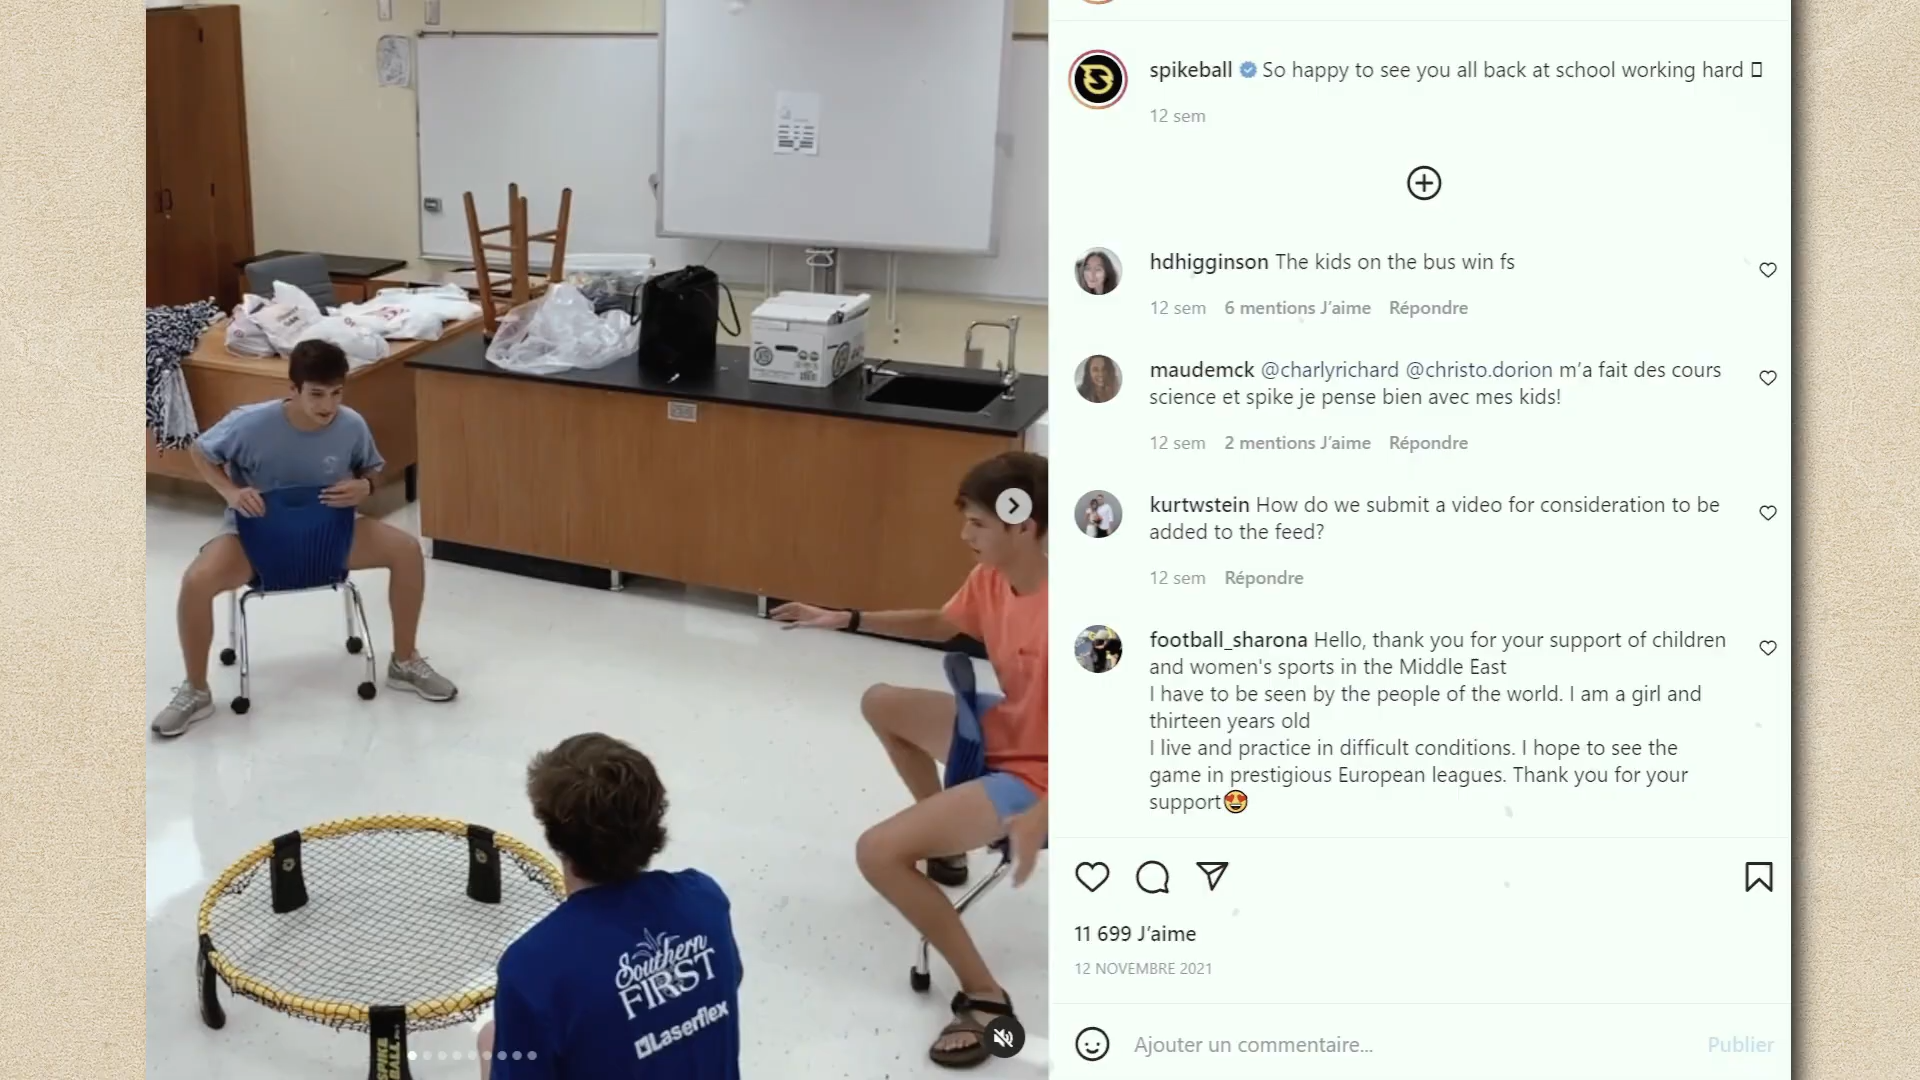 spikeball So happy to see you all back at school working hard
12 sem
hdhigginson The kids on the bus win fs
12 sem 6 mentions J’aime Répondre
maudemck @charlyrichard @christo.dorion m’a fait des cours
science et spike je pense bien avec mes kids!
12 sem 2 mentions J’aime Répondre
kurtwstein How do we submit a video for consideration to be
added to the feed?
12 sem Répondre
football_sharona Hello, thank you for your support of children
and women's sports in the Middle East
I have to be seen by the people of the world. I am a girl and
thirteen years old
I live and practice in difficult conditions. I hope to see the
game in prestigious European leagues. Thank you for your
support😍
11 699 J’aime
12 NOVEMBRE 2021
Ajouter un commentaire... Publier
Southern
FIRST
Laserflex
SPIKE
BALL